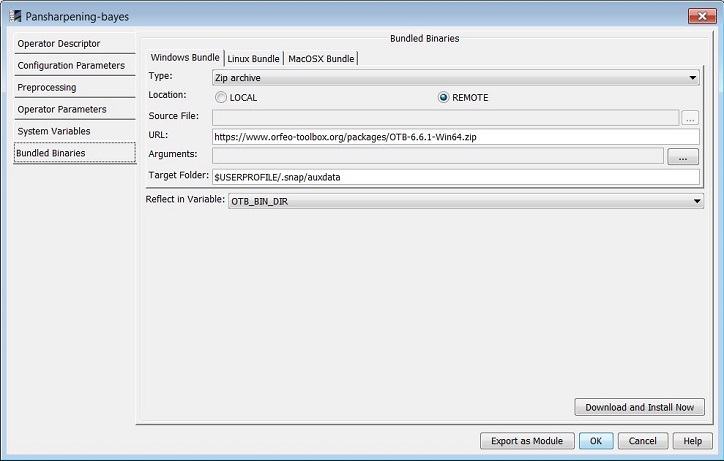 Pansharpening-bayes
Operator Descriptor
Configuration Parameters
Preprocessing
Operator Parameters
System Variables
Bundled Binaries
Bundled Binaries
Windows Bundle Linux Bundle MacOSX Bundle
Type: Zip archive
Location: LOCAL REMOTE
Source File: ...
URL: https://www.orfeo-toolbox.org/packages/OTB-6.6.1-Win64.zip
Arguments: ...
Target Folder: $USERPROFILE/.snap/auxdata
Reflect in Variable: OTB_BIN_DIR
Download and Install Now
Export as Module OK Cancel Help